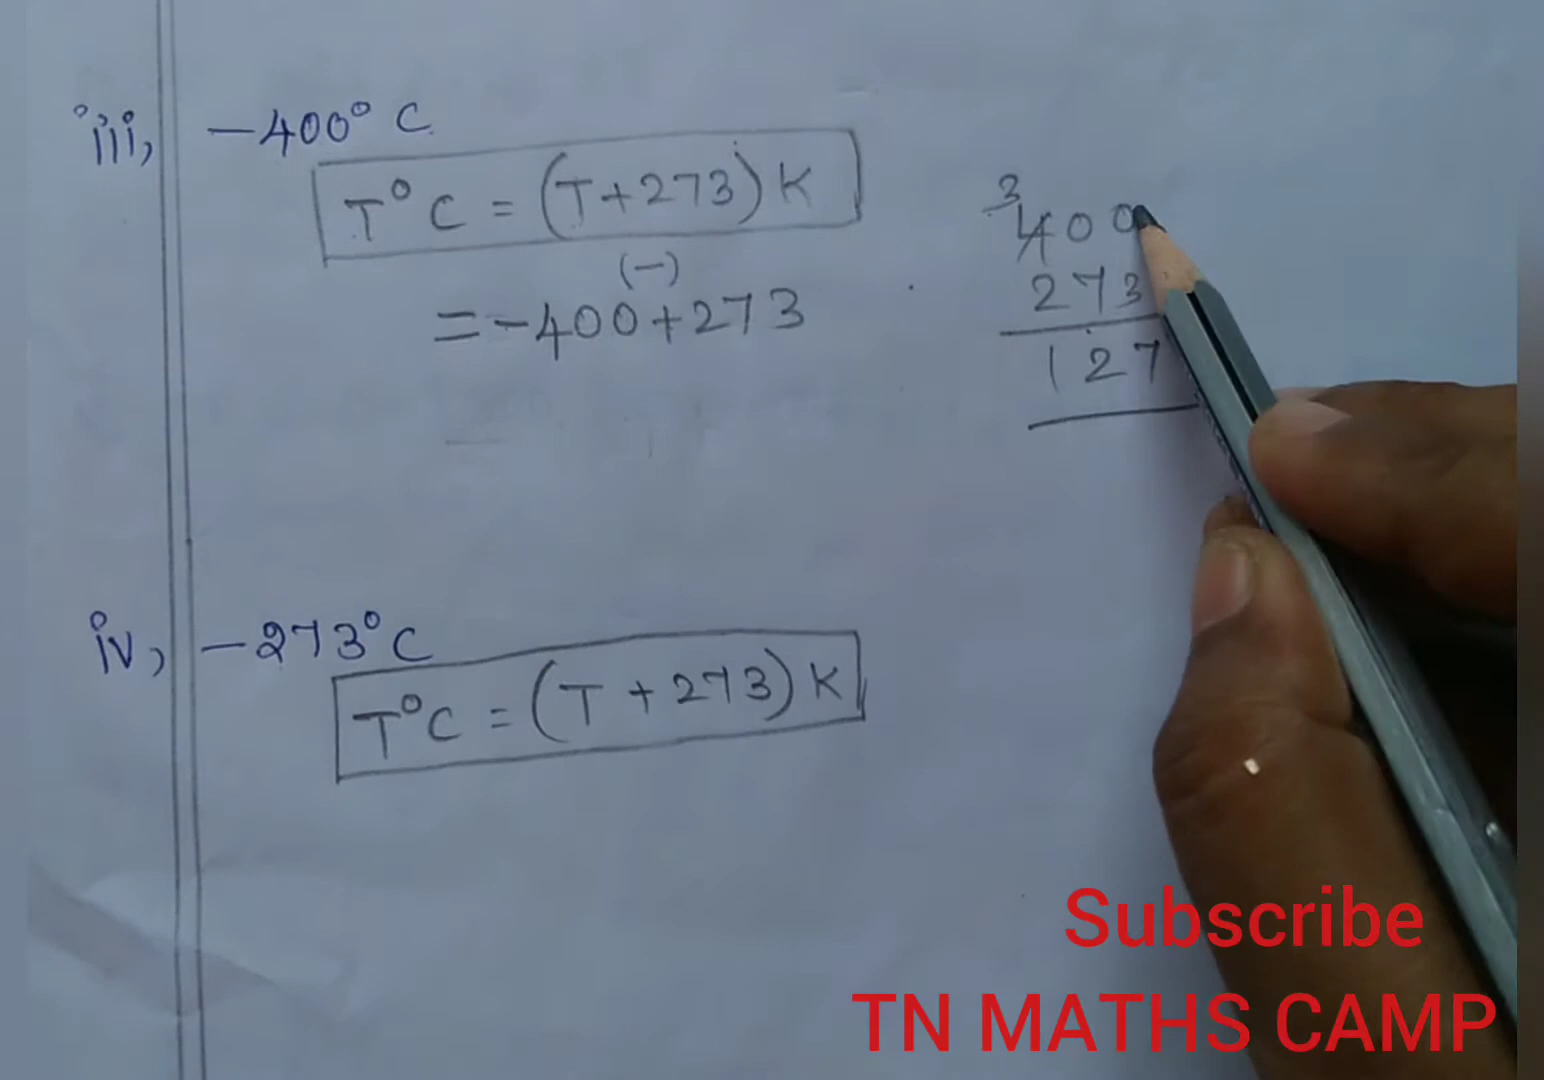 iii, -400° C
T° C = (T+273) K
(-)
= -400+273
3
400
273
127
iv, -273° C
T°C = (T + 273) K
Subscribe
TN MATHS CAMP